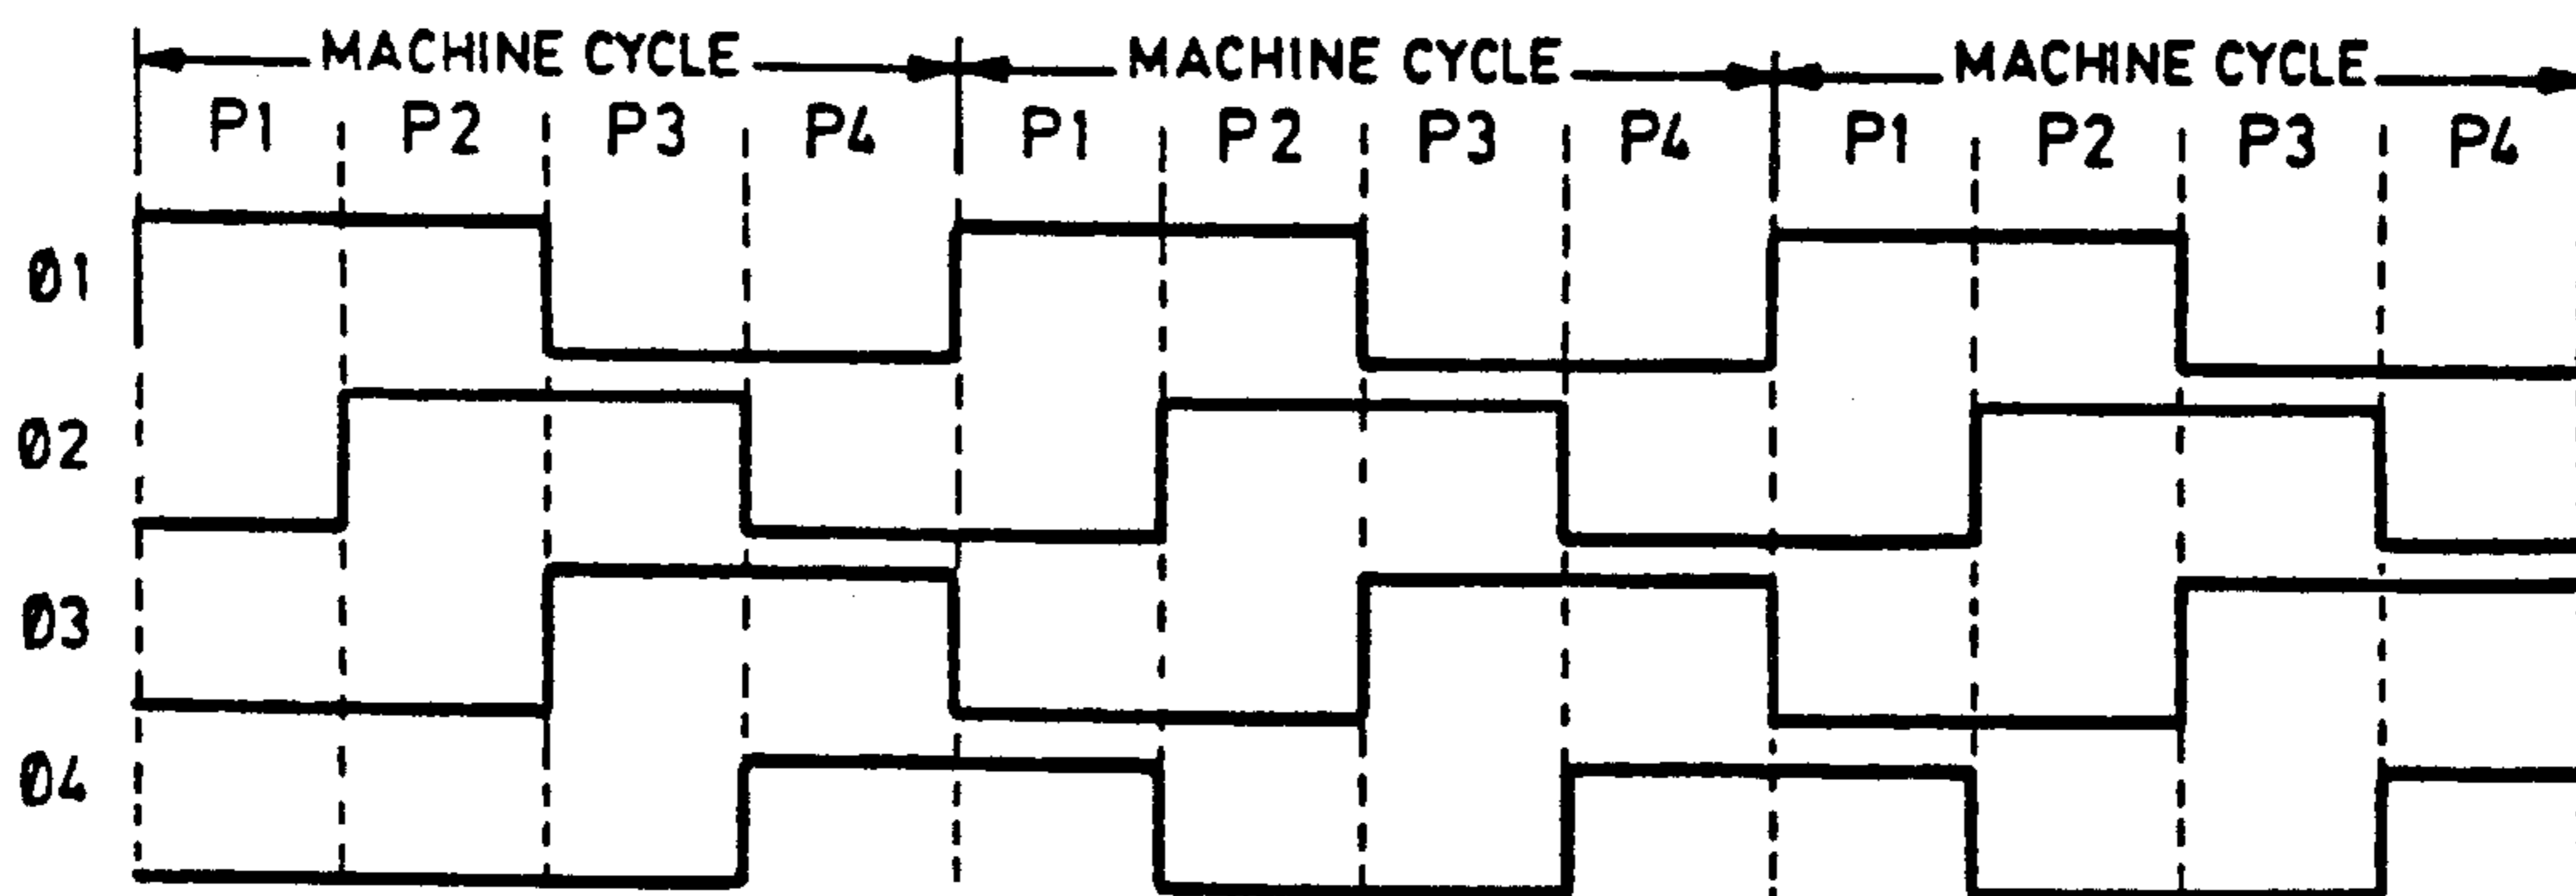 MACHINE CYCLE MACHINE CYCLE MACHINE CYCLE
P1 P2 P3 P4 P1 P2 P3 P4 P1 P2 P3 P4
Ø1
Ø2
Ø3
Ø4